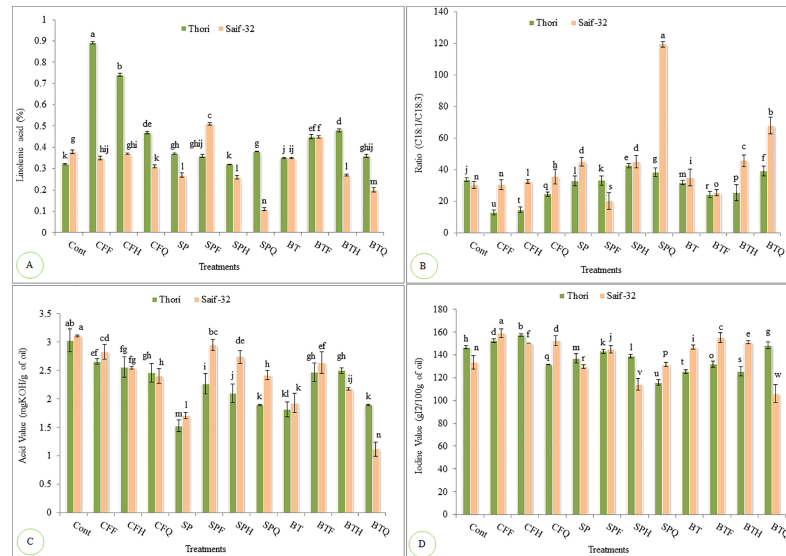 Thori Saif-32
Linolenic acid (%)
1
0.9
0.8
0.7
0.6
0.5
0.4
0.3
0.2
0.1
0
k g a hij b ghi de k gh l ghij c k l g n j ij ef f d l ghij m
Cont CFF CFH CFQ SP SPF SPH SPQ BT BTF BTH BTQ
Treatments
A
Thori Saif-32
Ratio (C18:1/C18:3)
140
120
100
80
60
40
20
0
j n u n t l q h l d k s e d g a m i r o p c f b
Cont CFF CFH CFQ SP SPF SPH SPQ BT BTF BTH BTQ
Treatments
B
Thori Saif-32
Acid Value (mgKOH/g of oil)
3.5
3
2.5
2
1.5
1
0.5
0
ab a ef cd fg fg gh h m l i bc j de k h kl k gh ef gh ij k n
Cont CFF CFH CFQ SP SPF SPH SPQ BT BTF BTH BTQ
Treatments
C
Thori Saif-32
Iodine Value (gI2/100g of oil)
180
160
140
120
100
80
60
40
20
0
h n d a c f q d m r k j l v u p t i o c s e g w
Cont CFF CFH CFQ SP SPF SPH SPQ BT BTF BTH BTQ
Treatments
D